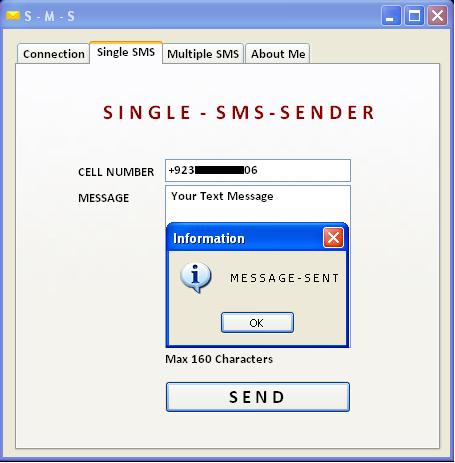 S - M - S
Connection Single SMS Multiple SMS About Me
SINGLE - SMS-SENDER
CELL NUMBER +923 06
MESSAGE Your Text Message
Information
MESSAGE-SENT
OK
Max 160 Characters
SEND